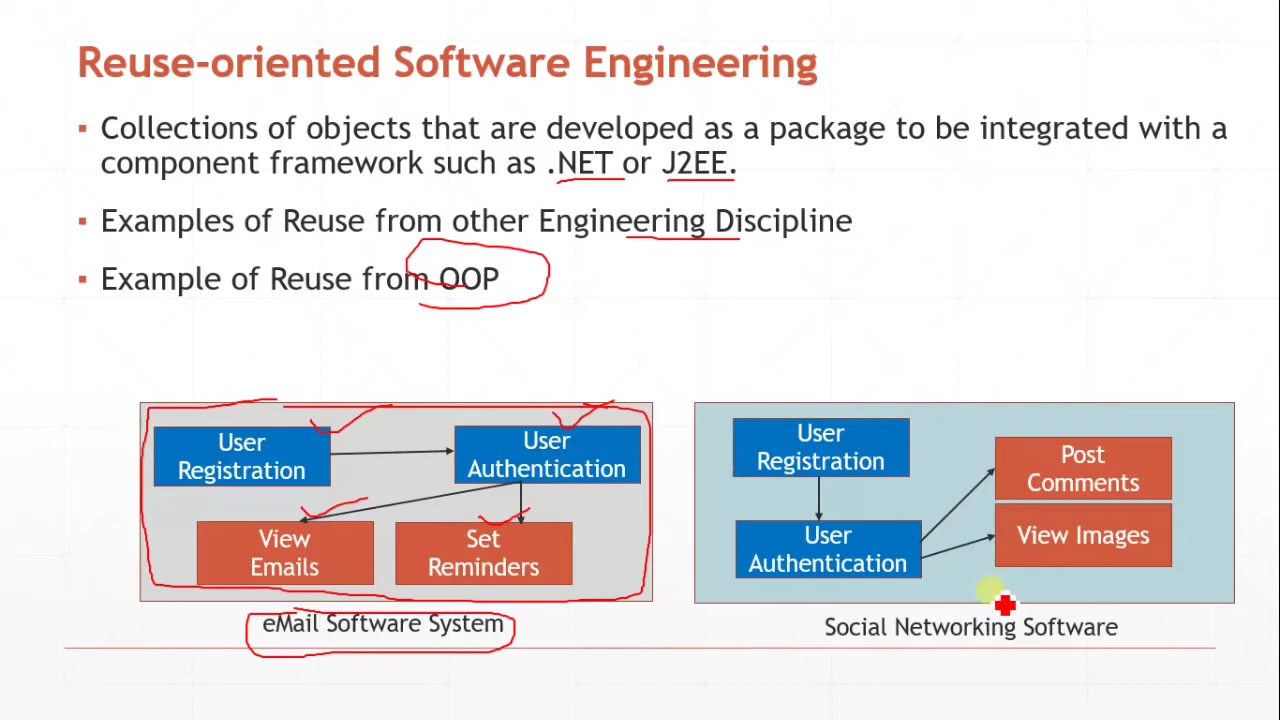 Reuse-oriented Software Engineering
▪ Collections of objects that are developed as a package to be integrated with a
component framework such as .NET or J2EE.
▪ Examples of Reuse from other Engineering Discipline
▪ Example of Reuse from OOP
User
Registration
User
Authentication
View
Emails
Set
Reminders
eMail Software System
User
Registration
User
Authentication
Post
Comments
View Images
Social Networking Software